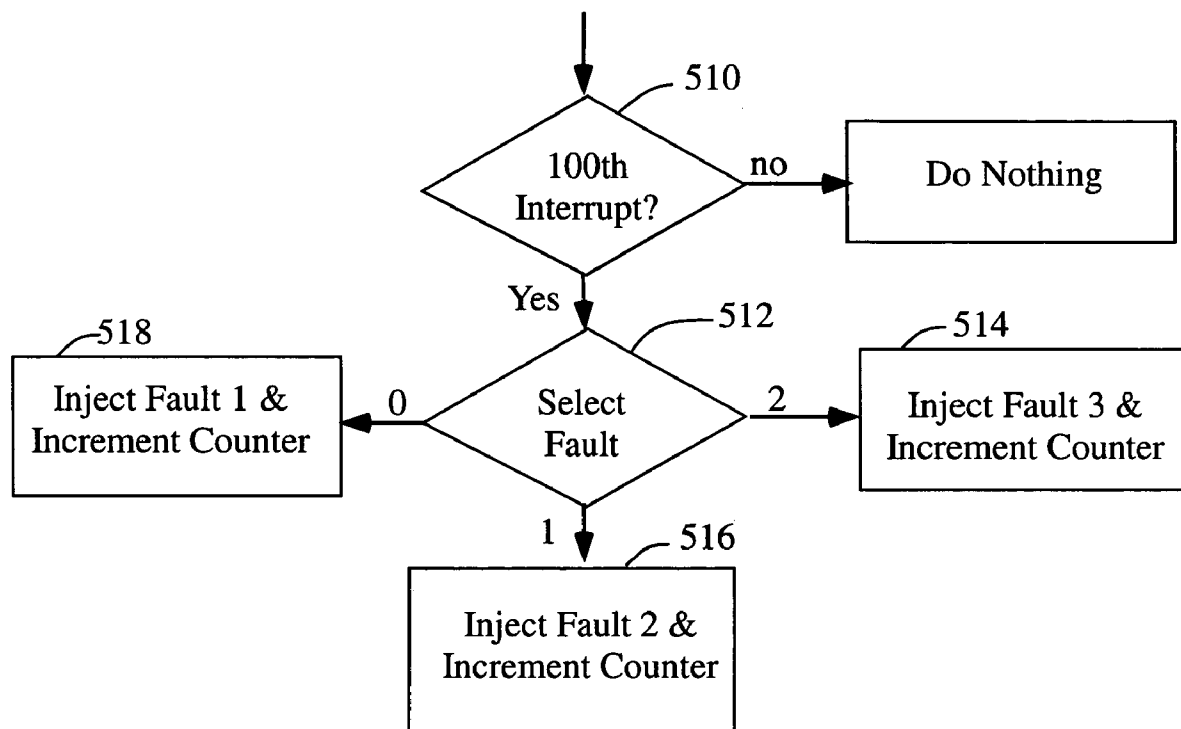 510
100th
Interrupt?
no
Do Nothing
Yes
512
518
514
Inject Fault 1 &
Increment Counter
0
Select
Fault
2
Inject Fault 3 &
Increment Counter
1
516
Inject Fault 2 &
Increment Counter